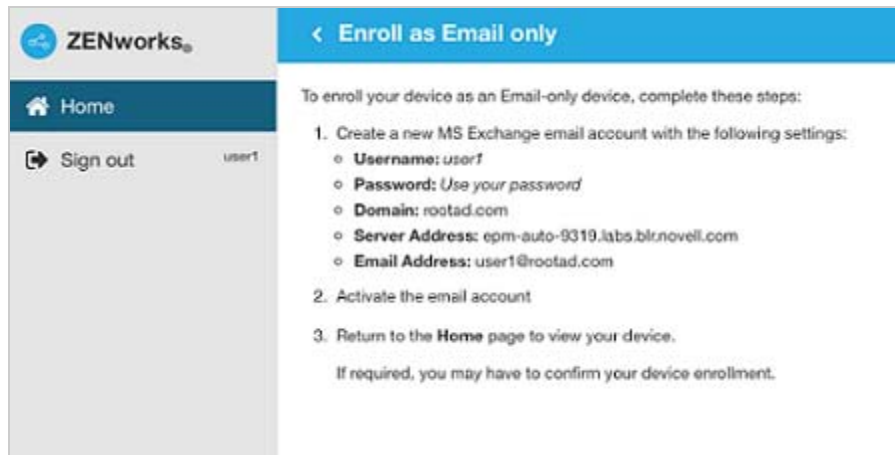 ZENworks®
Home
Sign out
user1
< Enroll as Email only
To enroll your device as an Email-only device, complete these steps:
1. Create a new MS Exchange email account with the following settings:
Username: user1
Password: Use your password
Domain: rootad.com
Server Address: epm-auto-9319.labs.blr.novell.com
Email Address: user1@rootad.com
2. Activate the email account
3. Return to the Home page to view your device.
If required, you may have to confirm your device enrollment.